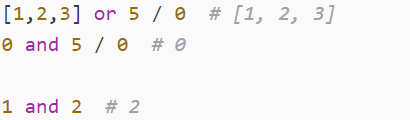 [1,2,3] or 5 / 0  # [1, 2, 3]
0 and 5 / 0  # 0
1 and 2  # 2